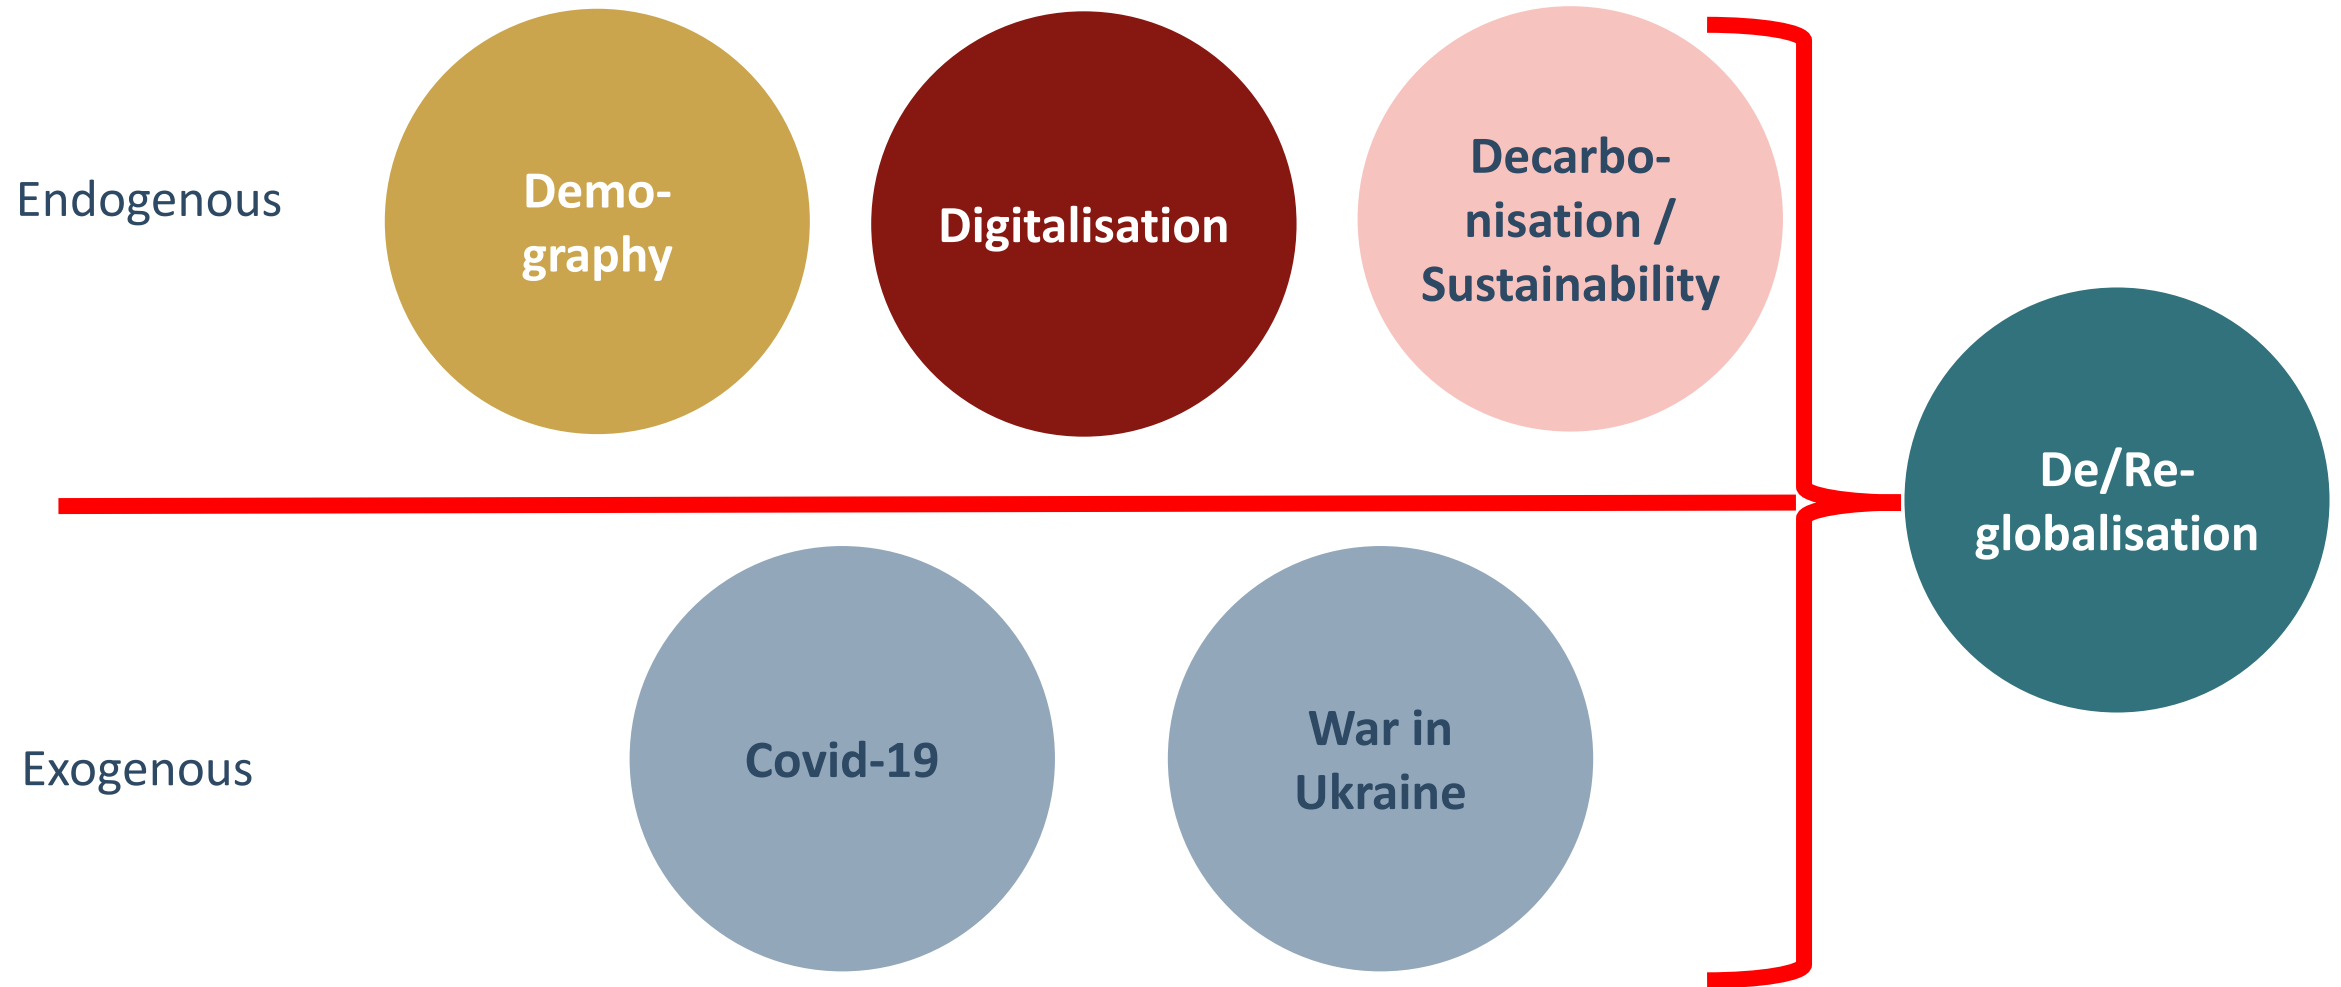 Endogenous
Demo-
graphy
Digitalisation
Decarbo-
nisation /
Sustainability
De/Re-
globalisation
Exogenous
Covid-19
War in
Ukraine